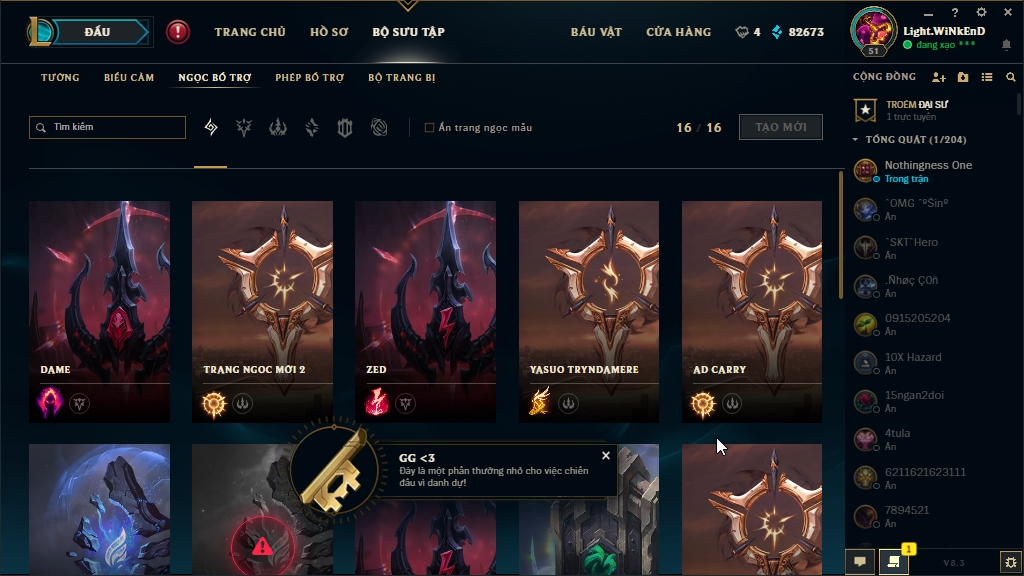 ĐẤU
TRANG CHỦ
HỒ SƠ
BỘ SƯU TẬP
BÁU VẬT
CỬA HÀNG
4
82673
51
Light.WiNkEnD
đang xạo ***
TƯỚNG
BIỂU CẢM
NGỌC BỔ TRỢ
PHÉP BỔ TRỢ
BỘ TRANG BỊ
CỘNG ĐỒNG
Tìm kiếm
Ẩn trang ngọc mẫu
16 / 16
TẠO MỚI
TROÉM ĐẠI SƯ
1 trực tuyến
TỔNG QUÁT (1/204)
Nothingness One
Trong trận
^OMG ^ºŠinº
Ẩn
^SKT^Hero
Ẩn
.Ñhøç Ç0ñ
Ẩn
0915205204
Ẩn
10X Hazard
Ẩn
15ngan2doi
Ẩn
4tula
Ẩn
6211621623111
Ẩn
7894521
Ẩn
DAME
TRANG NGỌC MỚI 2
ZED
YASUO TRYNDAMERE
AD CARRY
GG <3
Đây là một phần thưởng nhỏ cho việc chiến
đấu vì danh dự!
1
V8.3